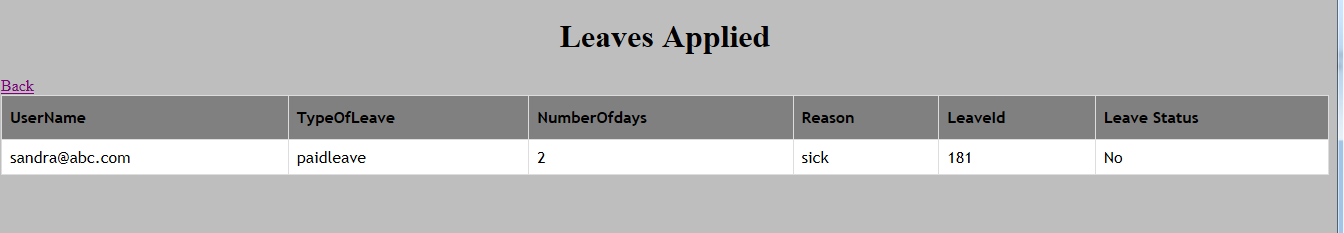 Leaves Applied
Back
UserName TypeOfLeave NumberOfdays Reason LeaveId Leave Status
sandra@abc.com paidleave 2 sick 181 No